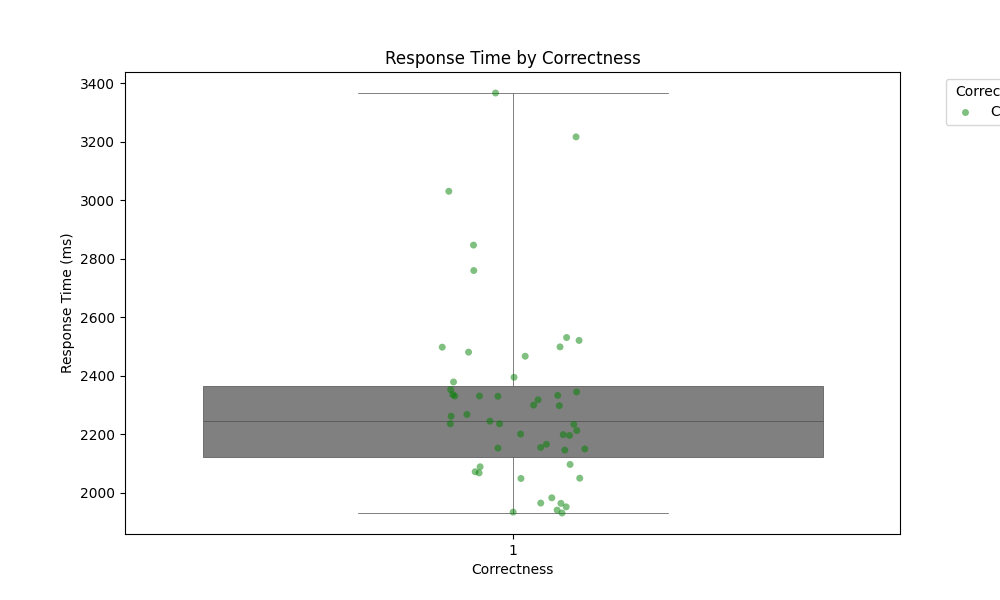 Response Time by Correctness
Response Time (ms)
3400
3200
3000
2800
2600
2400
2200
2000
1
Correctness
Correc
C